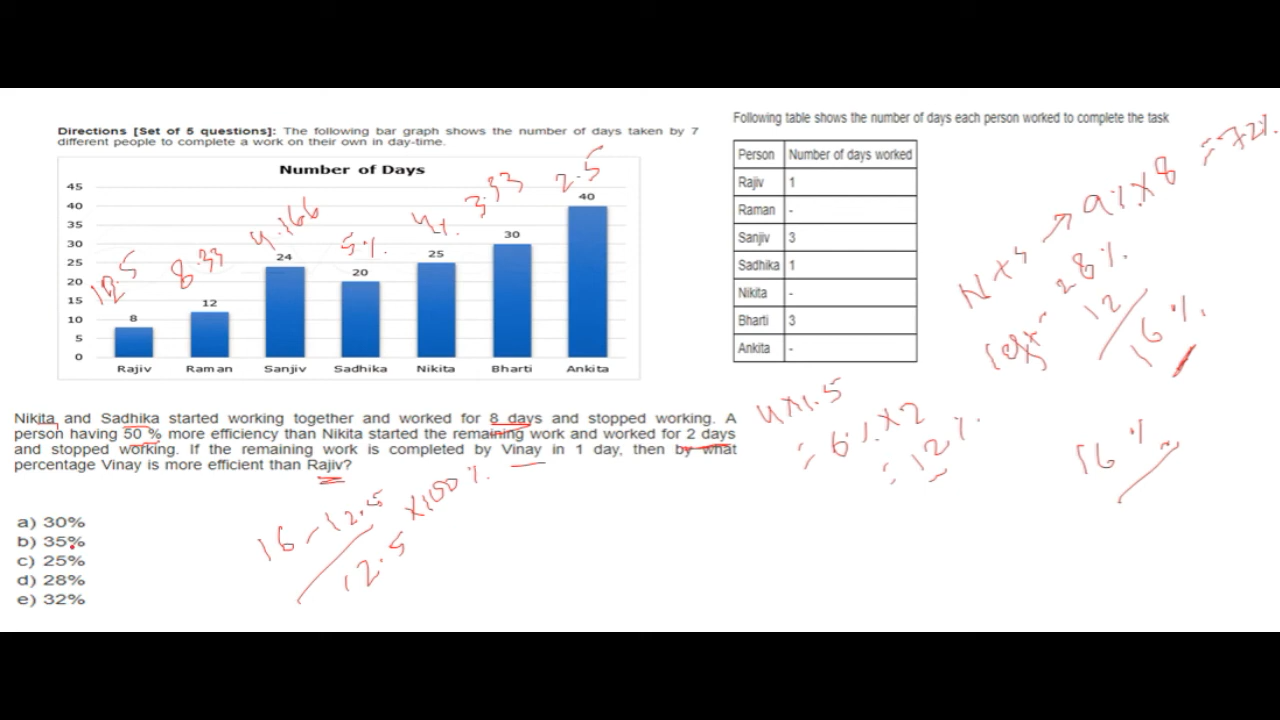 Directions [Set of 5 questions]: The following bar graph shows the number of days taken by 7
different people to complete a work on their own in day-time.
Number of Days
45
40
35
30
25
20
15
10
5
0
8
12
24
20
25
30
40
12.5
8.33
4.166
5%
4%
3.33
2.5
Rajiv
Raman
Sanjiv
Sadhika
Nikita
Bharti
Ankita
Following table shows the number of days each person worked to complete the task
Person Number of days worked
Rajiv 1
Raman -
Sanjiv 3
Sadhika 1
Nikita -
Bharti 3
Ankita -
N+S → 9% × 8 = 72%
28%
12
16%
Nikita and Sadhika started working together and worked for 8 days and stopped working. A
person having 50 % more efficiency than Nikita started the remaining work and worked for 2 days
and stopped working. If the remaining work is completed by Vinay in 1 day, then by what
percentage Vinay is more efficient than Rajiv?
4×1.5
= 6% × 2
= 12%
16%
16 - 12.5
12.5
×100%
a) 30%
b) 35%
c) 25%
d) 28%
e) 32%